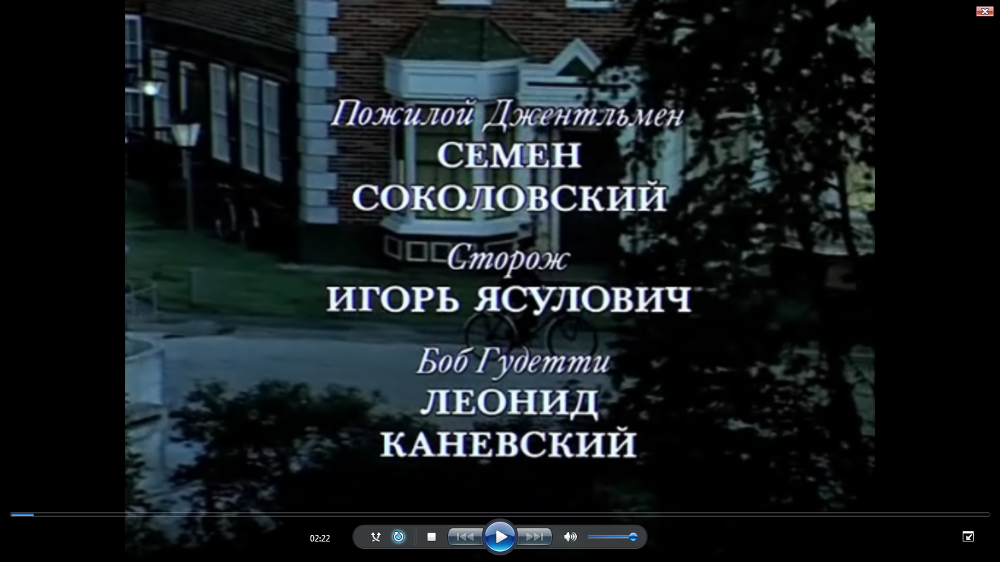 Пожилой Джентльмен
СЕМЕН
СОКОЛОВСКИЙ
Сторож
ИГОРЬ ЯСУЛОВИЧ
Боб Гудетти
ЛЕОНИД
КАНЕВСКИЙ
02:22